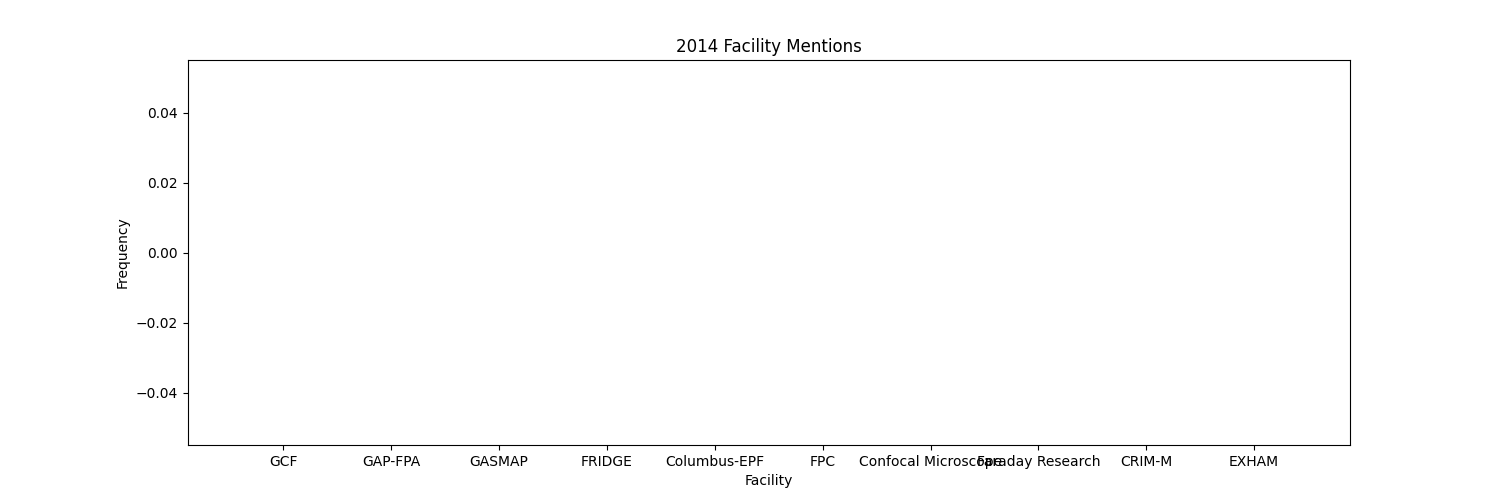 2014 Facility Mentions
0.04
0.02
0.00
−0.02
−0.04
Frequency
GCF GAP-FPA GASMAP FRIDGE Columbus-EPF FPC Confocal Microscope Faraday Research CRIM-M EXHAM
Facility